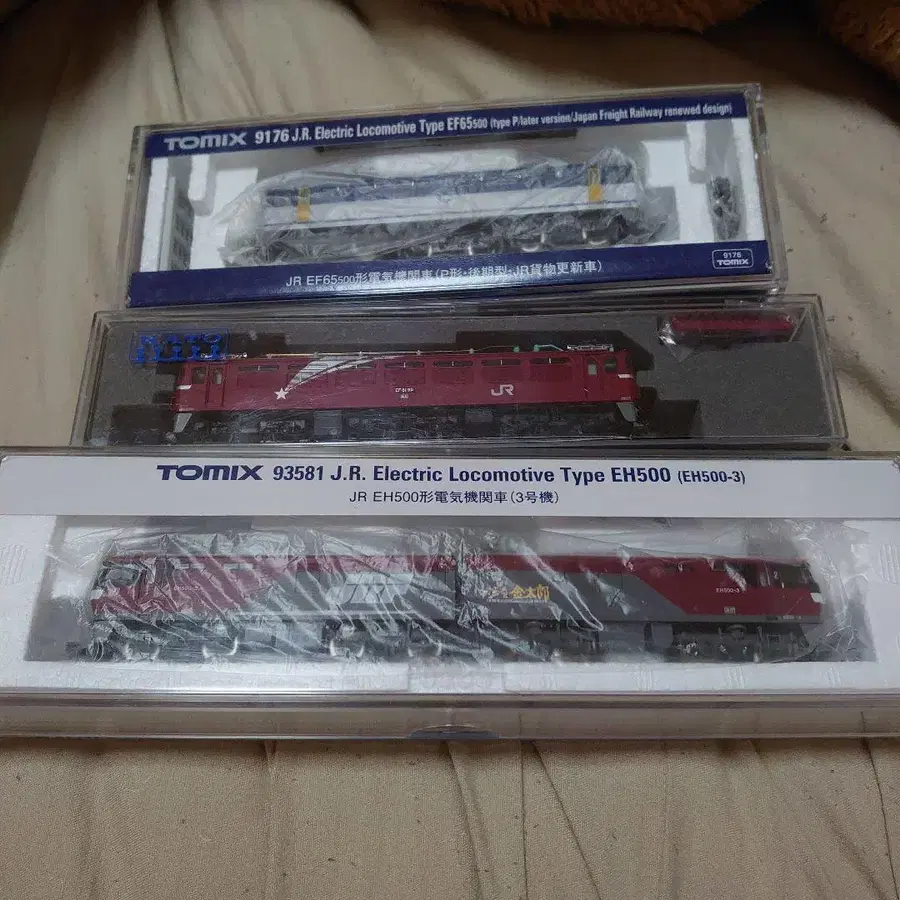 TOMIX 9176 J.R. Electric Locomotive Type EF65500 (type P/later version/Japan Freight Railway renewed design)
JR EF65500形電気機関車(P形・後期型・JR貨物更新車)
9176
TOMIX
KATO
JR
TOMIX 93581 J.R. Electric Locomotive Type EH500 (EH500-3)
JR EH500形電気機関車(3号機)
金太郎
EH500-3